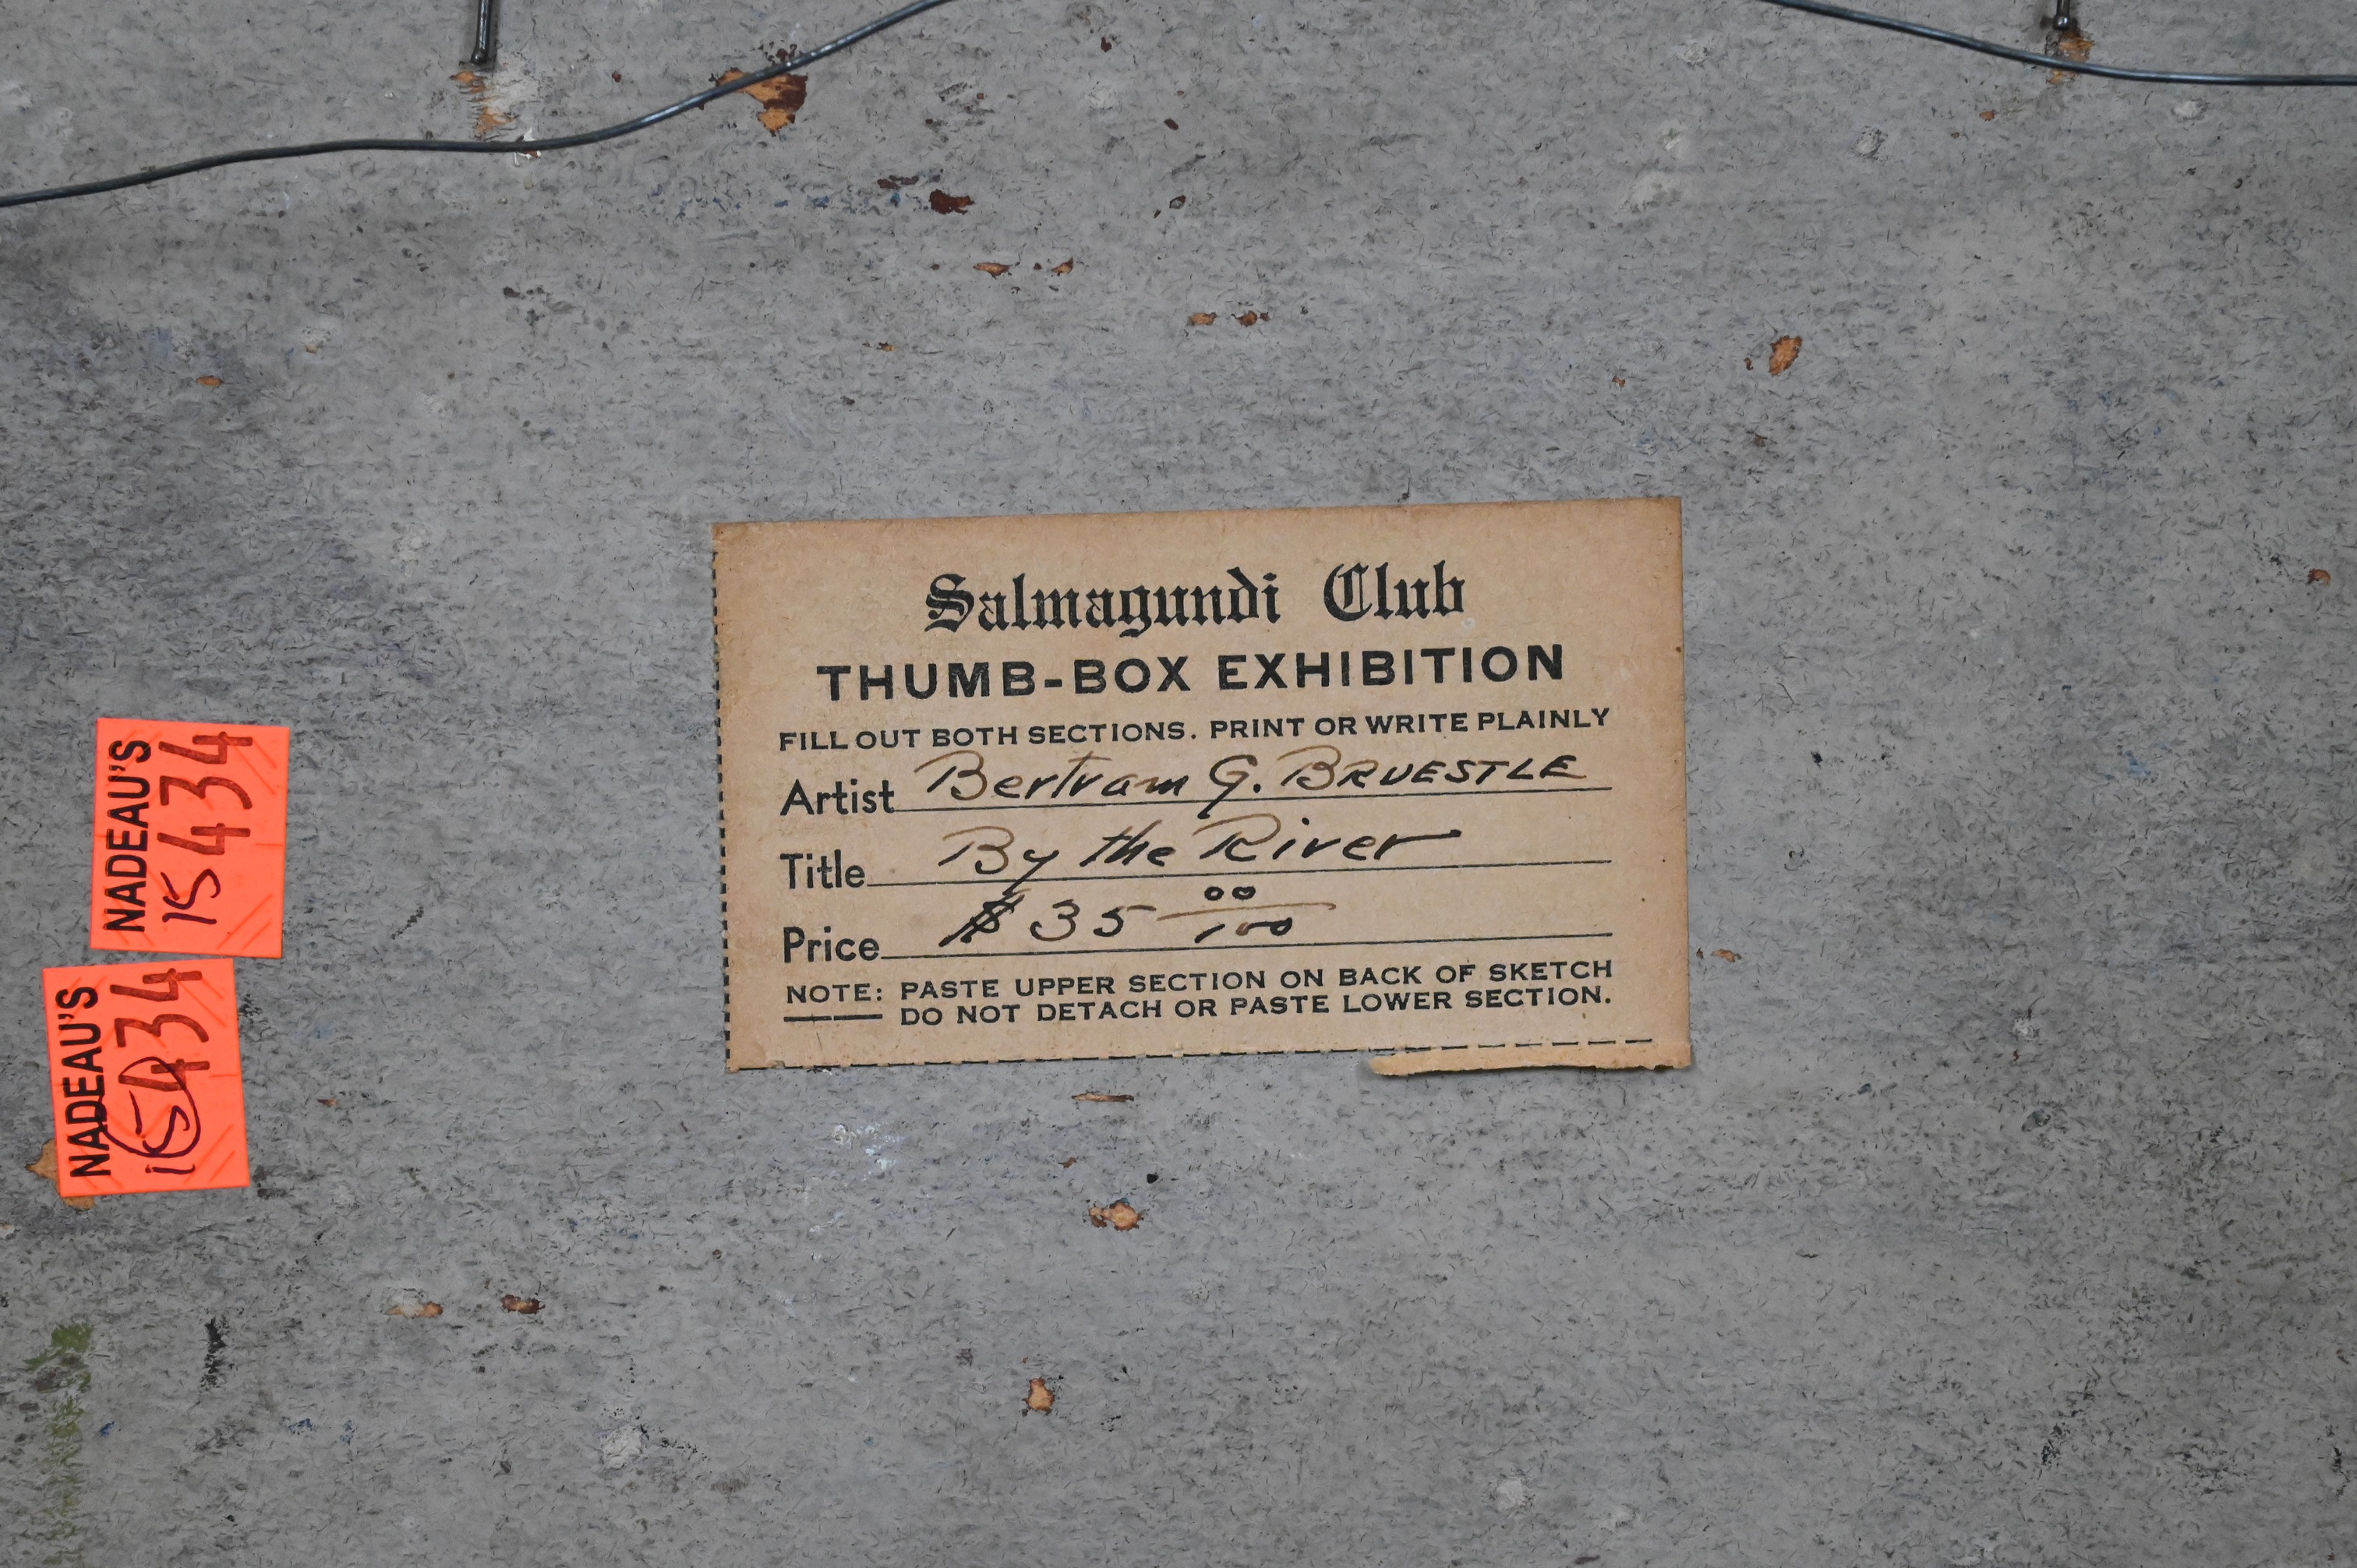 Salmagundi Club
THUMB-BOX EXHIBITION
FILL OUT BOTH SECTIONS. PRINT OR WRITE PLAINLY
Artist Bertram G. BRUESTLE
Title By the River
Price $35 00/100
NOTE: PASTE UPPER SECTION ON BACK OF SKETCH
DO NOT DETACH OR PASTE LOWER SECTION.
NADEAU'S
15434
NADEAU'S
15434